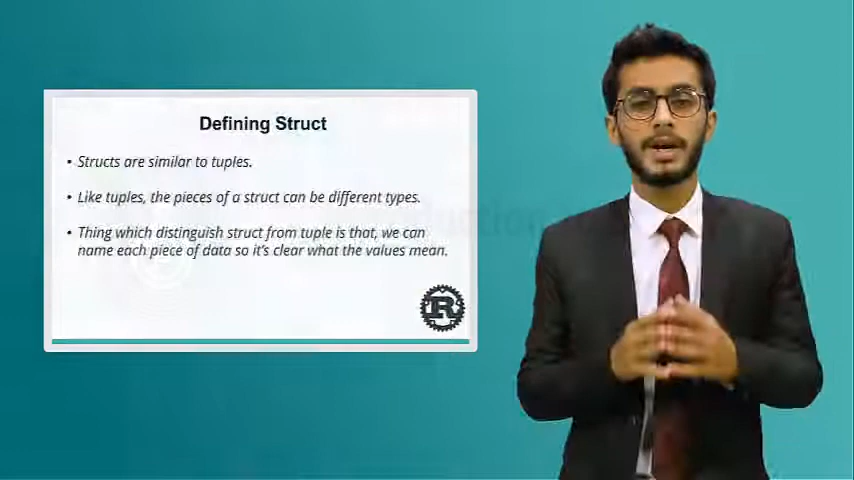 Defining Struct
• Structs are similar to tuples.
• Like tuples, the pieces of a struct can be different types.
• Thing which distinguish struct from tuple is that, we can
name each piece of data so it's clear what the values mean.
R